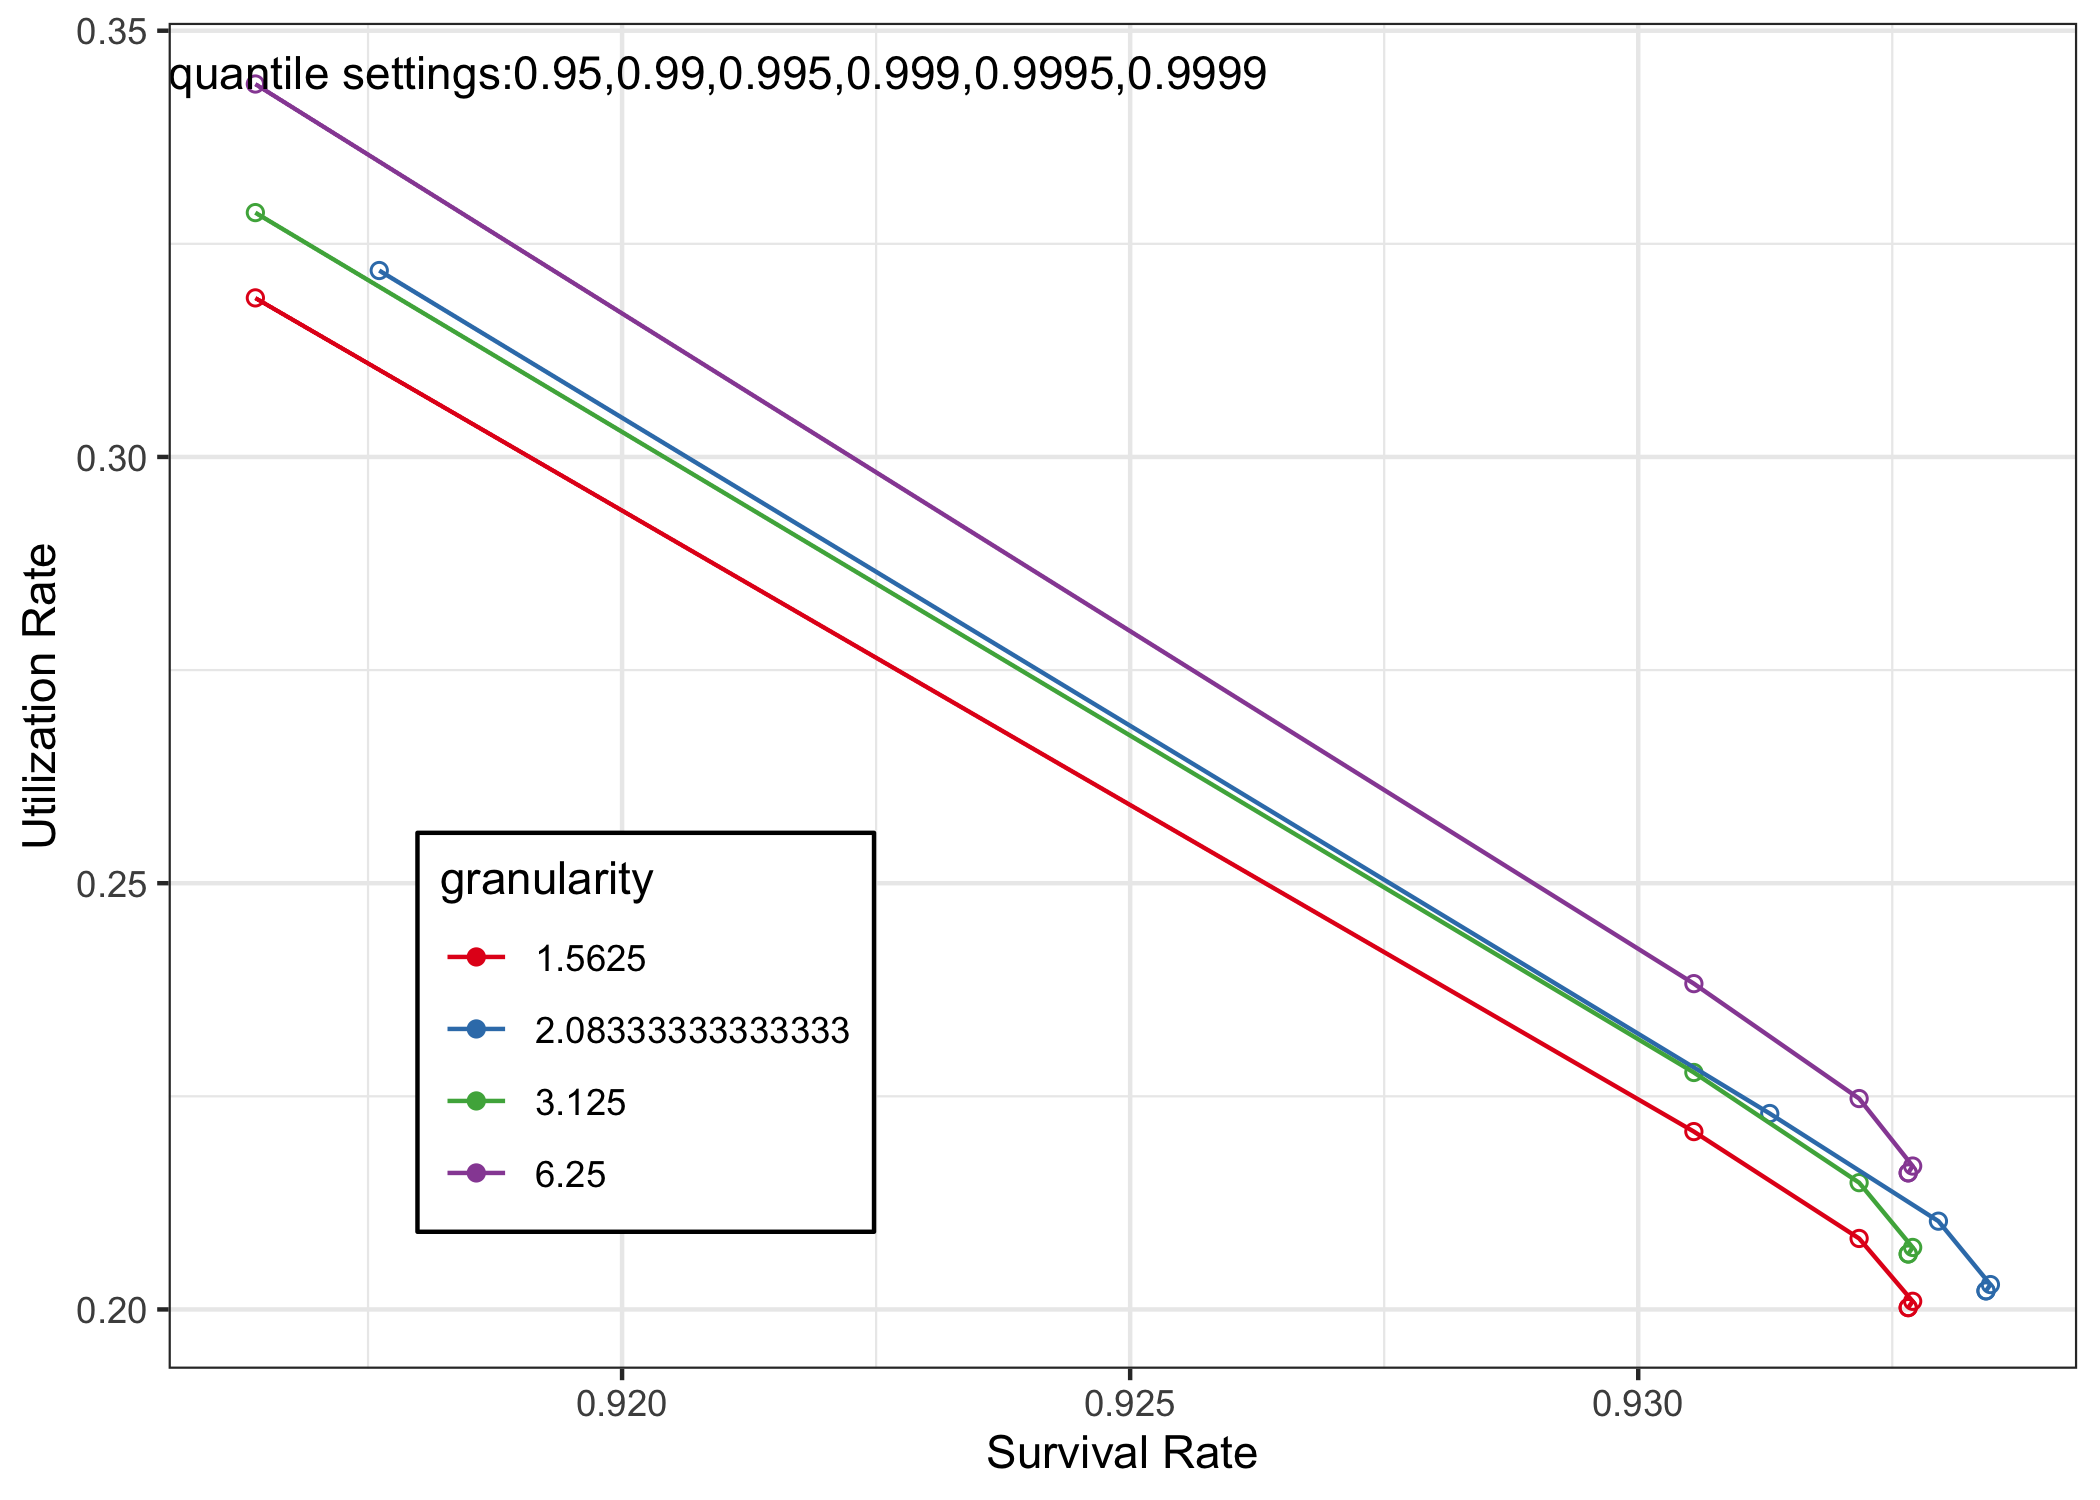 0.35
quantile settings:0.95,0.99,0.995,0.999,0.9995,0.9999
0.30
Utilization Rate
0.25
granularity
1.5625
2.08333333333333
3.125
6.25
0.20
0.920
0.925
0.930
Survival Rate